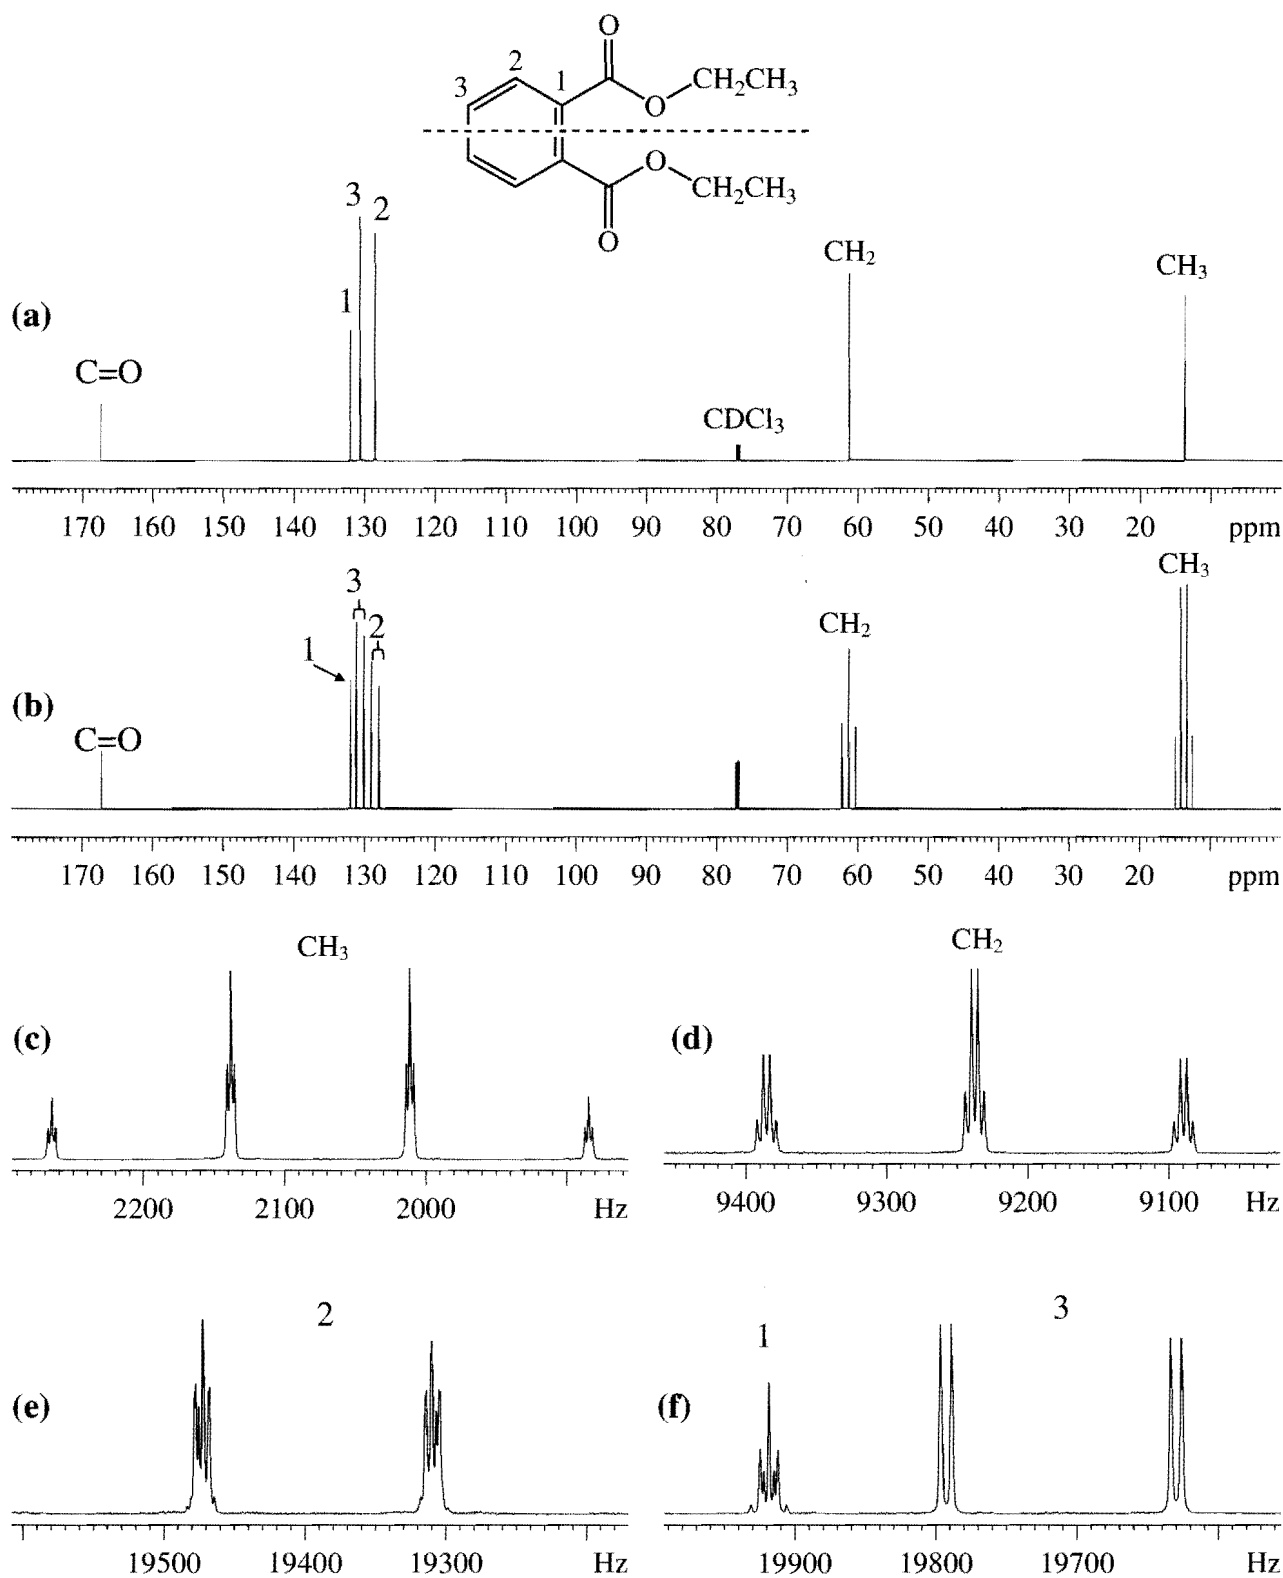 O
2
1
3
O
CH₂CH₃
O
CH₂CH₃
O
3
2
CH₂
CH₃
1
(a)
C=O
CDCl₃
170 160 150 140 130 120 110 100 90 80 70 60 50 40 30 20 ppm
3
CH₃
2
CH₂
1
(b)
C=O
170 160 150 140 130 120 110 100 90 80 70 60 50 40 30 20 ppm
CH₃
(c)
2200 2100 2000 Hz
CH₂
(d)
9400 9300 9200 9100 Hz
2
(e)
19500 19400 19300 Hz
3
1
(f)
19900 19800 19700 Hz